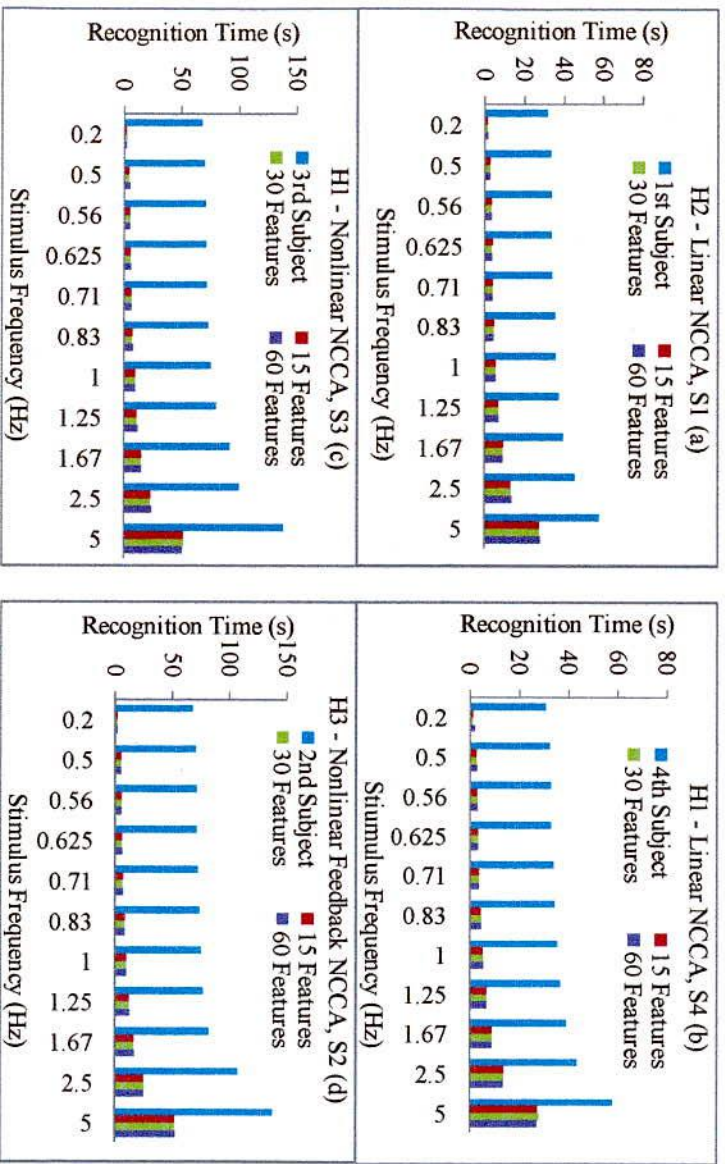 H2 - Linear NCCA, S1 (a)
1st Subject 15 Features
30 Features 60 Features
Recognition Time (s)
80
60
40
20
0
0.2 0.5 0.56 0.625 0.71 0.83 1 1.25 1.67 2.5 5
Stimulus Frequency (Hz)
H1 - Linear NCCA, S4 (b)
4th Subject 15 Features
30 Features 60 Features
Recognition Time (s)
80
60
40
20
0
0.2 0.5 0.56 0.625 0.71 0.83 1 1.25 1.67 2.5 5
Stiumulus Frequency (Hz)
H1 - Nonlinear NCCA, S3 (c)
3rd Subject 15 Features
30 Features 60 Features
Recognition Time (s)
150
100
50
0
0.2 0.5 0.56 0.625 0.71 0.83 1 1.25 1.67 2.5 5
Stimulus Frequency (Hz)
H3 - Nonlinear Feedback NCCA, S2 (d)
2nd Subject 15 Features
30 Features 60 Features
Recognition Time (s)
150
100
50
0
0.2 0.5 0.56 0.625 0.71 0.83 1 1.25 1.67 2.5 5
Stimulus Frequency (Hz)